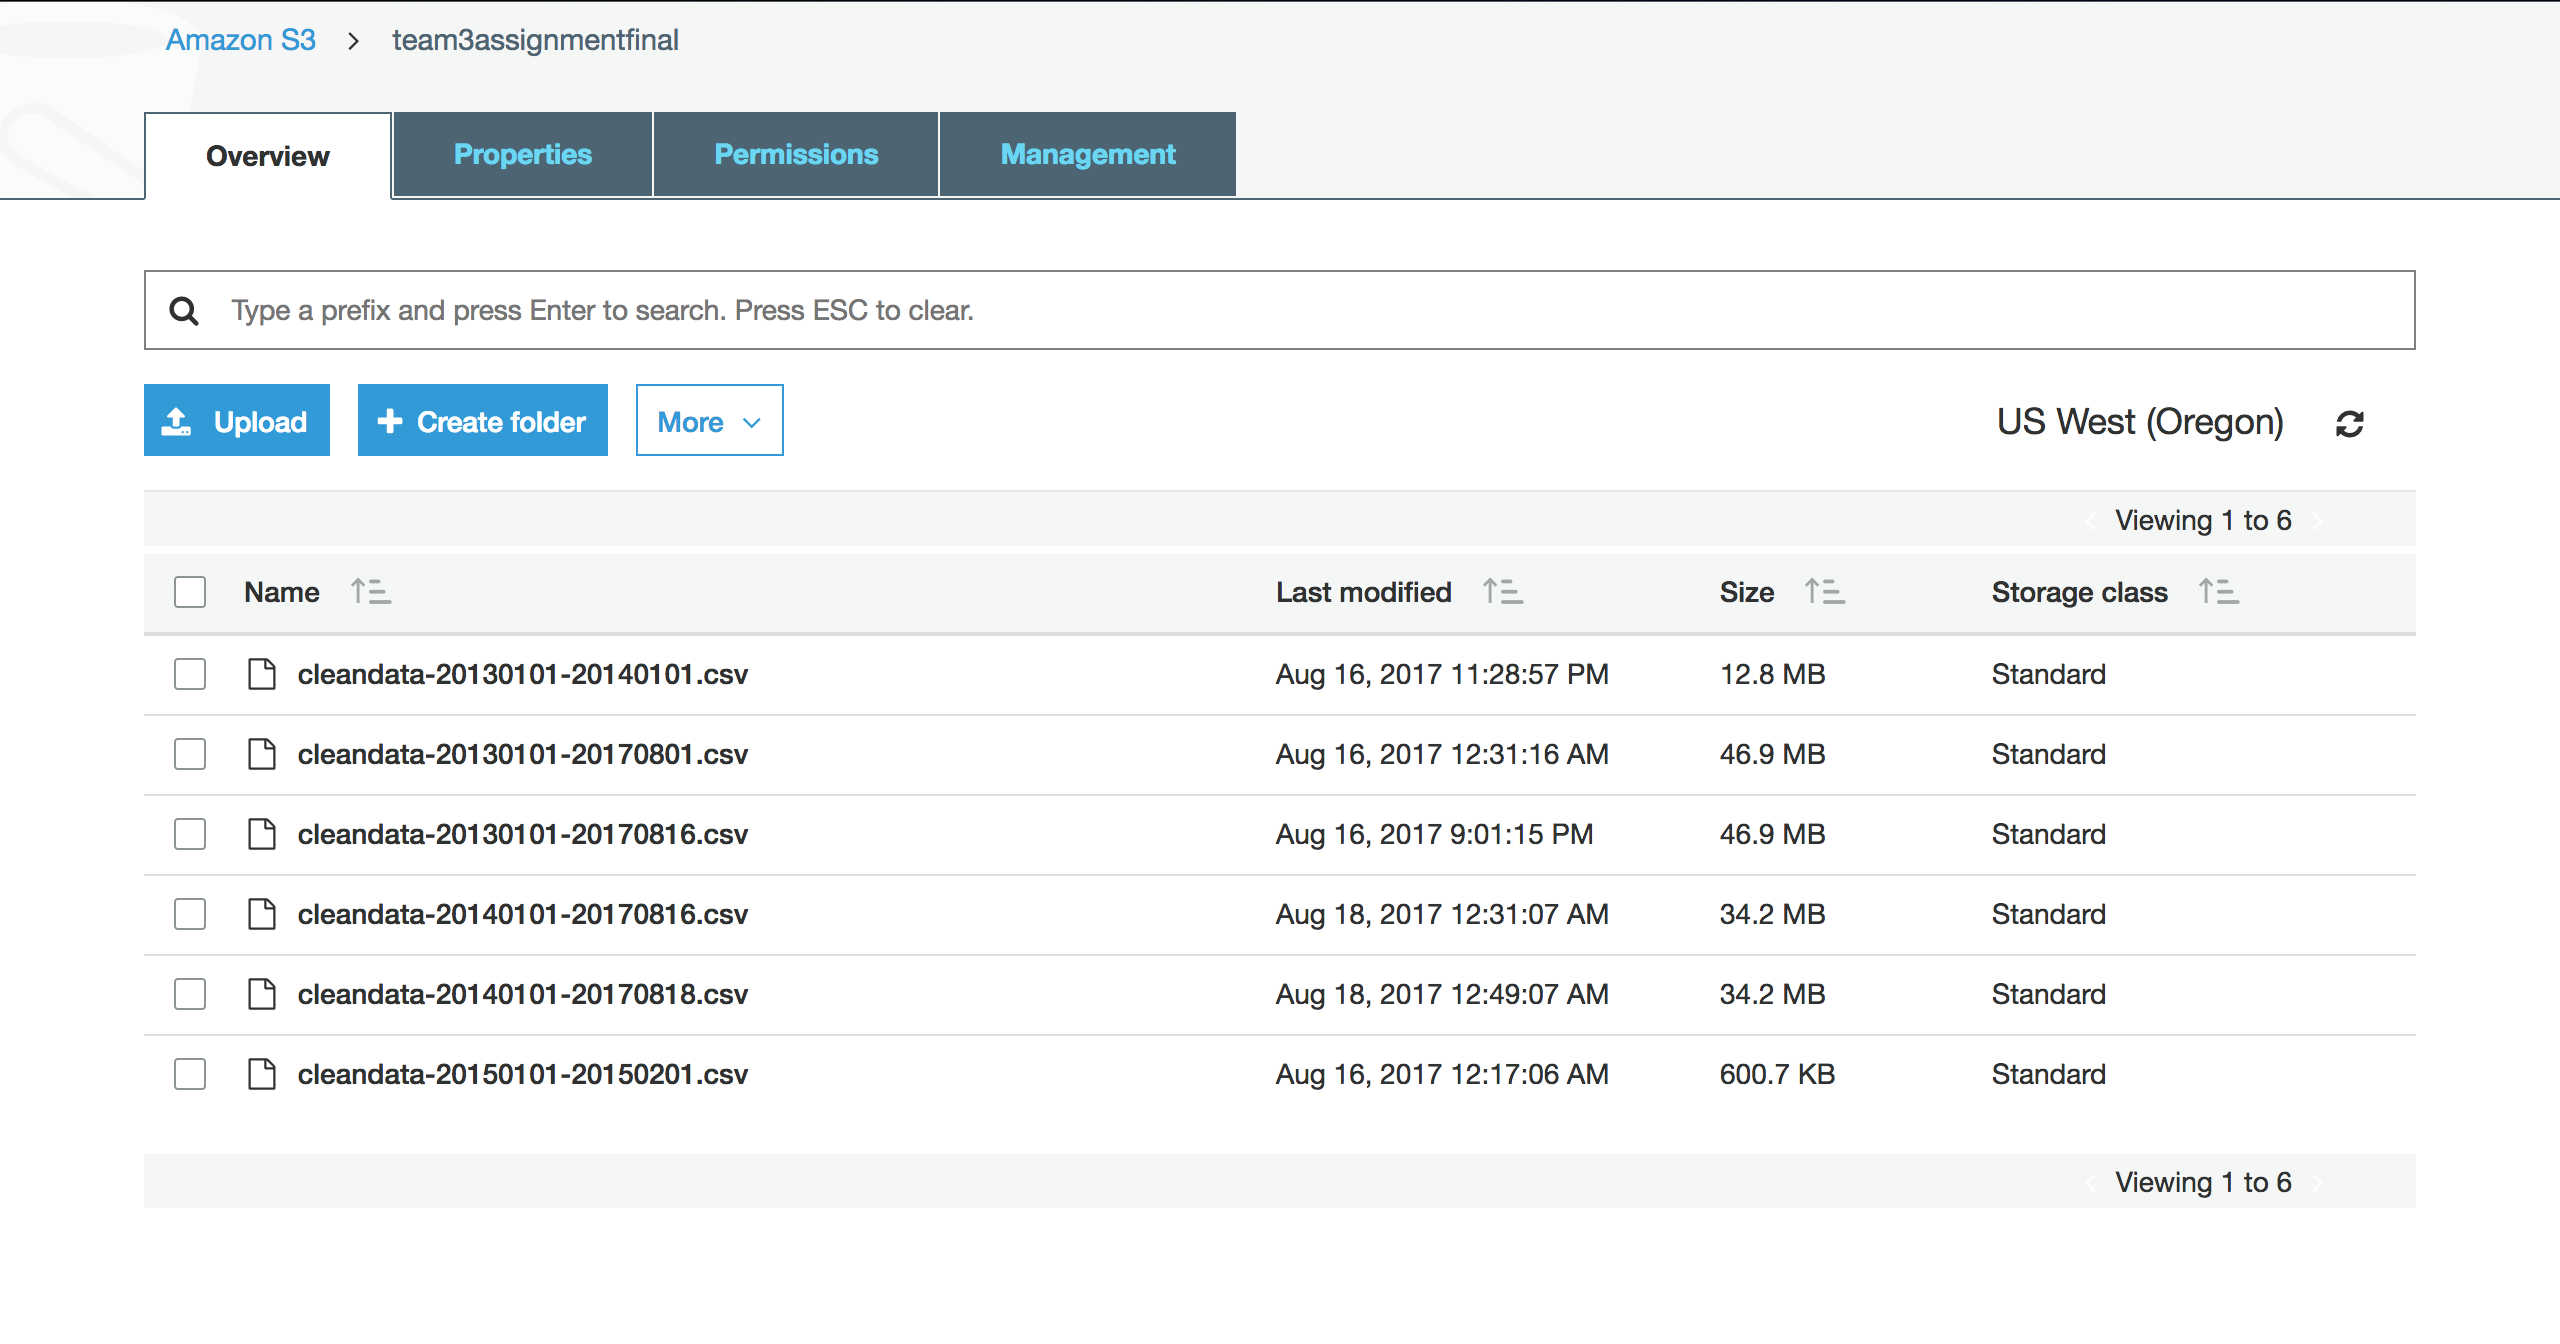 Amazon S3 > team3assignmentfinal
Overview Properties Permissions Management
Type a prefix and press Enter to search. Press ESC to clear.
Upload Create folder More US West (Oregon)
Viewing 1 to 6
Name Last modified Size Storage class
cleandata-20130101-20140101.csv Aug 16, 2017 11:28:57 PM 12.8 MB Standard
cleandata-20130101-20170801.csv Aug 16, 2017 12:31:16 AM 46.9 MB Standard
cleandata-20130101-20170816.csv Aug 16, 2017 9:01:15 PM 46.9 MB Standard
cleandata-20140101-20170816.csv Aug 18, 2017 12:31:07 AM 34.2 MB Standard
cleandata-20140101-20170818.csv Aug 18, 2017 12:49:07 AM 34.2 MB Standard
cleandata-20150101-20150201.csv Aug 16, 2017 12:17:06 AM 600.7 KB Standard
Viewing 1 to 6